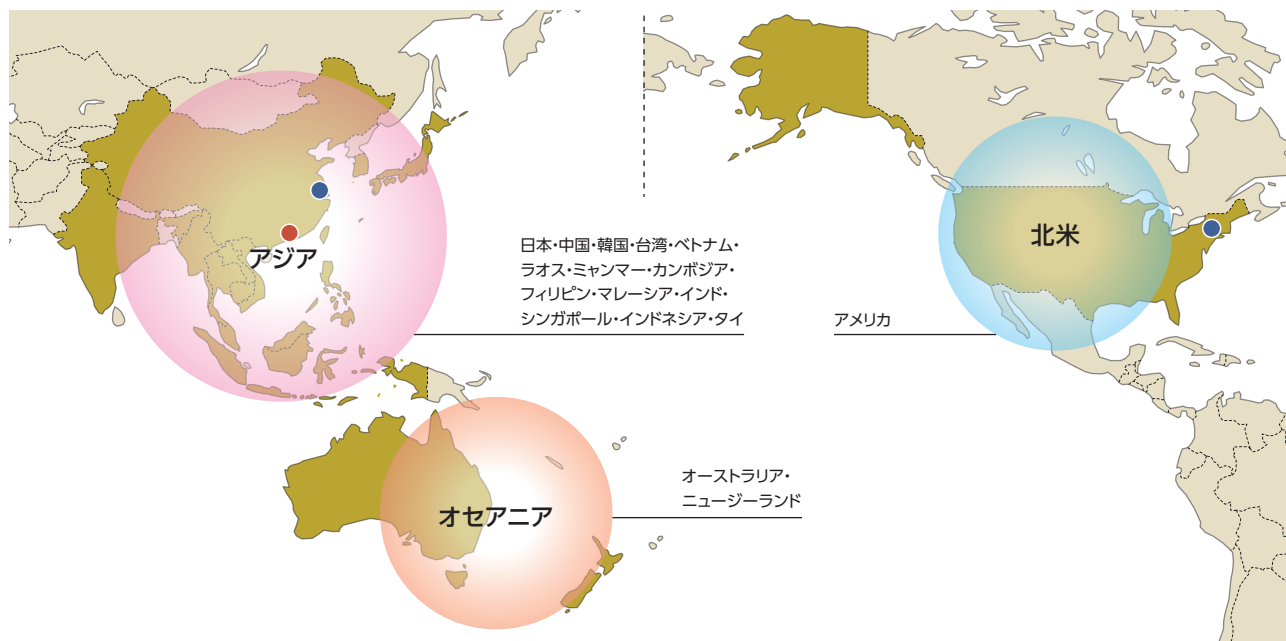 アジア
日本・中国・韓国・台湾・ベトナム・
ラオス・ミャンマー・カンボジア・
フィリピン・マレーシア・インド・
シンガポール・インドネシア・タイ
北米
アメリカ
オセアニア
オーストラリア・
ニュージーランド